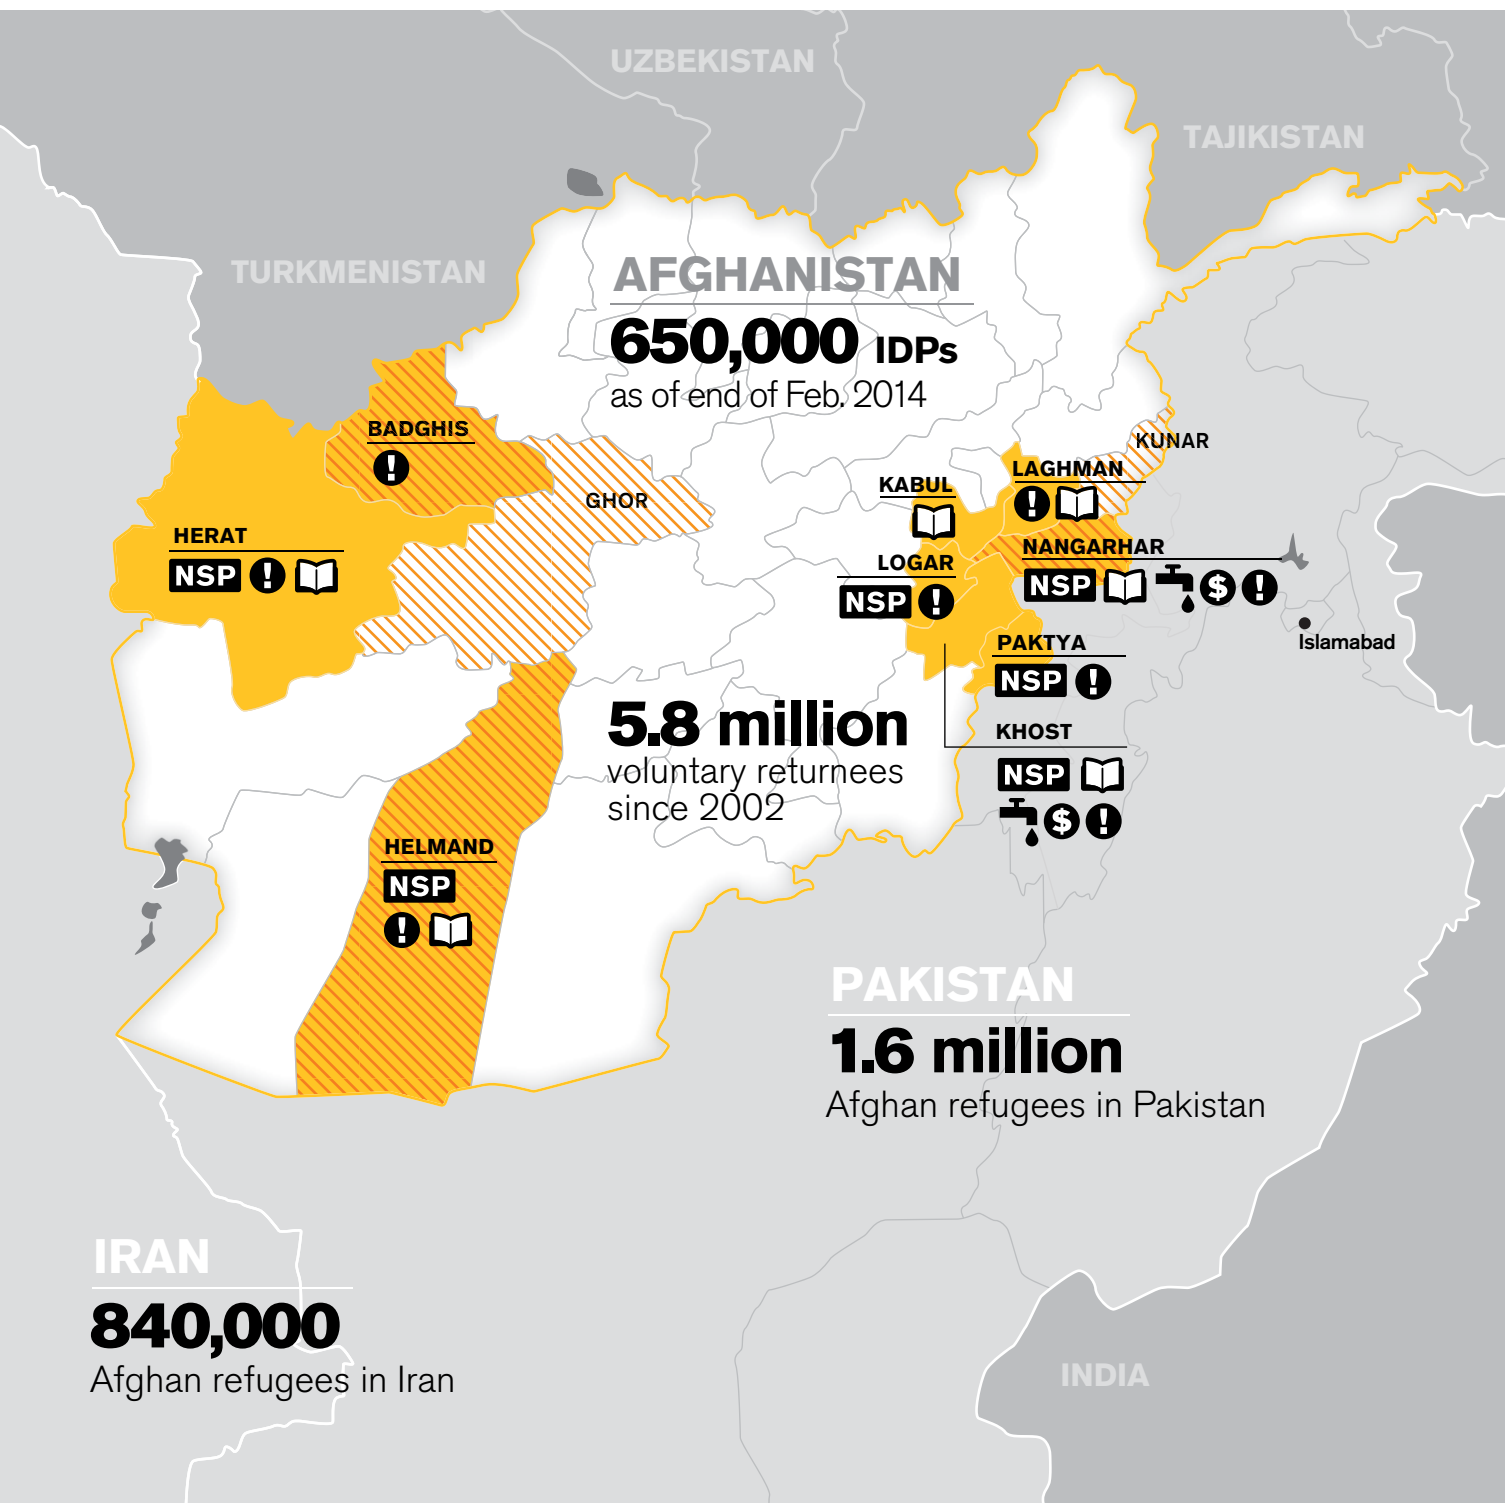 UZBEKISTAN
TAJIKISTAN
TURKMENISTAN
AFGHANISTAN
650,000 IDPs
as of end of Feb. 2014
BADGHIS
!
GHOR
HERAT
NSP !
KUNAR
LAGHMAN
!
KABUL
LOGAR
NSP !
NANGARHAR
NSP $ !
Islamabad
PAKTYA
NSP !
KHOST
NSP
$ !
5.8 million
voluntary returnees
since 2002
HELMAND
NSP
!
PAKISTAN
1.6 million
Afghan refugees in Pakistan
IRAN
840,000
Afghan refugees in Iran
INDIA